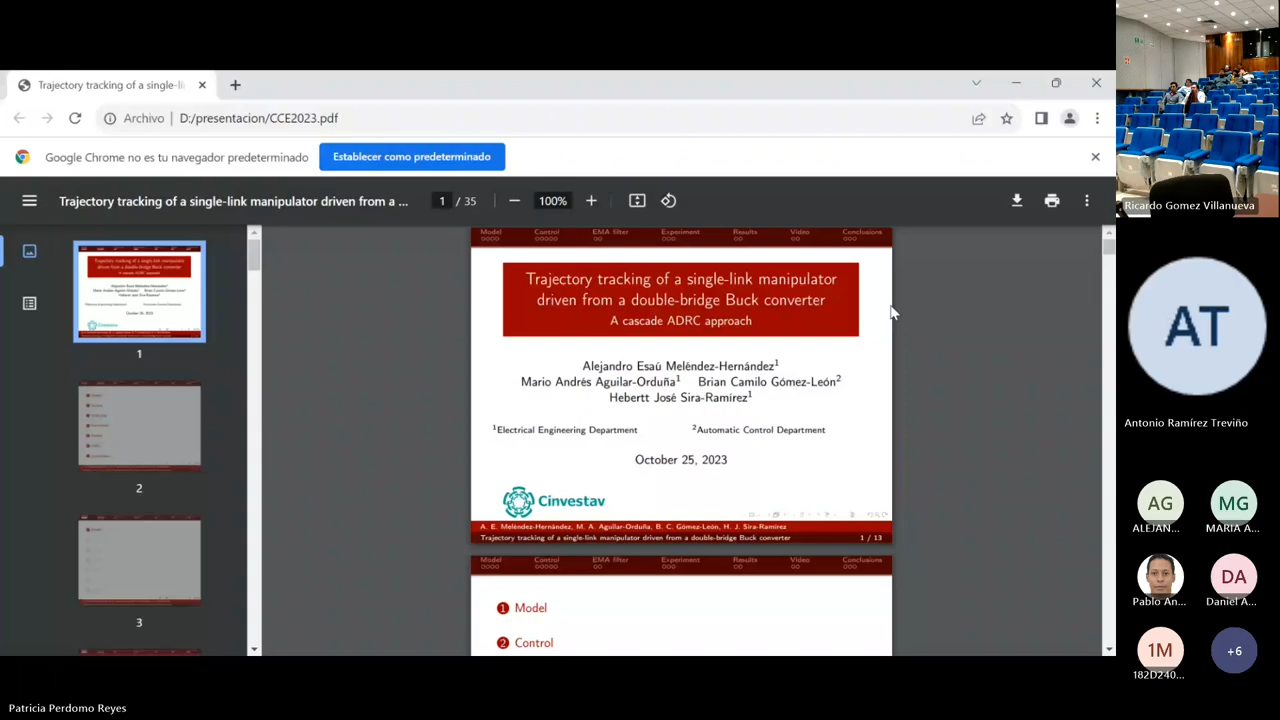 Trajectory tracking of a single-li
Archivo | D:/presentacion/CCE2023.pdf
Google Chrome no es tu navegador predeterminado
Establecer como predeterminado
Trajectory tracking of a single-link manipulator driven from a ...
1 / 35
100%
1
2
3
Model Control EMA filter Experiment Results Video Conclusions
Trajectory tracking of a single-link manipulator
driven from a double-bridge Buck converter
A cascade ADRC approach
Alejandro Esaú Meléndez-Hernández1
Mario Andrés Aguilar-Orduña1 Brian Camilo Gómez-León2
Hebertt José Sira-Ramírez1
1Electrical Engineering Department 2Automatic Control Department
October 25, 2023
Cinvestav
A. E. Meléndez-Hernández, M. A. Aguilar-Orduña, B. C. Gómez-León, H. J. Sira-Ramírez
Trajectory tracking of a single-link manipulator driven from a double-bridge Buck converter 1 / 13
Model Control EMA filter Experiment Results Video Conclusions
1 Model
2 Control
Ricardo Gomez Villanueva
AT
Antonio Ramírez Treviño
AG
ALEJAN...
MG
MARIA A...
Pablo An...
DA
Daniel A...
1M
182D240...
+6
Patricia Perdomo Reyes